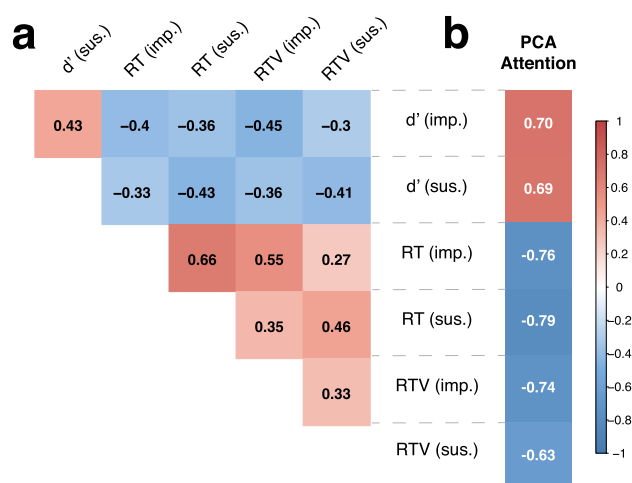 a
d’ (sus.)
RT (imp.)
RT (sus.)
RTV (imp.)
RTV (sus.)
b
PCA
Attention
0.43 −0.4 −0.36 −0.45 −0.3 d’ (imp.) 0.70
−0.33 −0.43 −0.36 −0.41 d’ (sus.) 0.69
0.66 0.55 0.27 RT (imp.) -0.76
0.35 0.46 RT (sus.) -0.79
0.33 RTV (imp.) -0.74
RTV (sus.) -0.63
1
0.8
0.6
0.4
0.2
0
−0.2
−0.4
−0.6
−0.8
−1